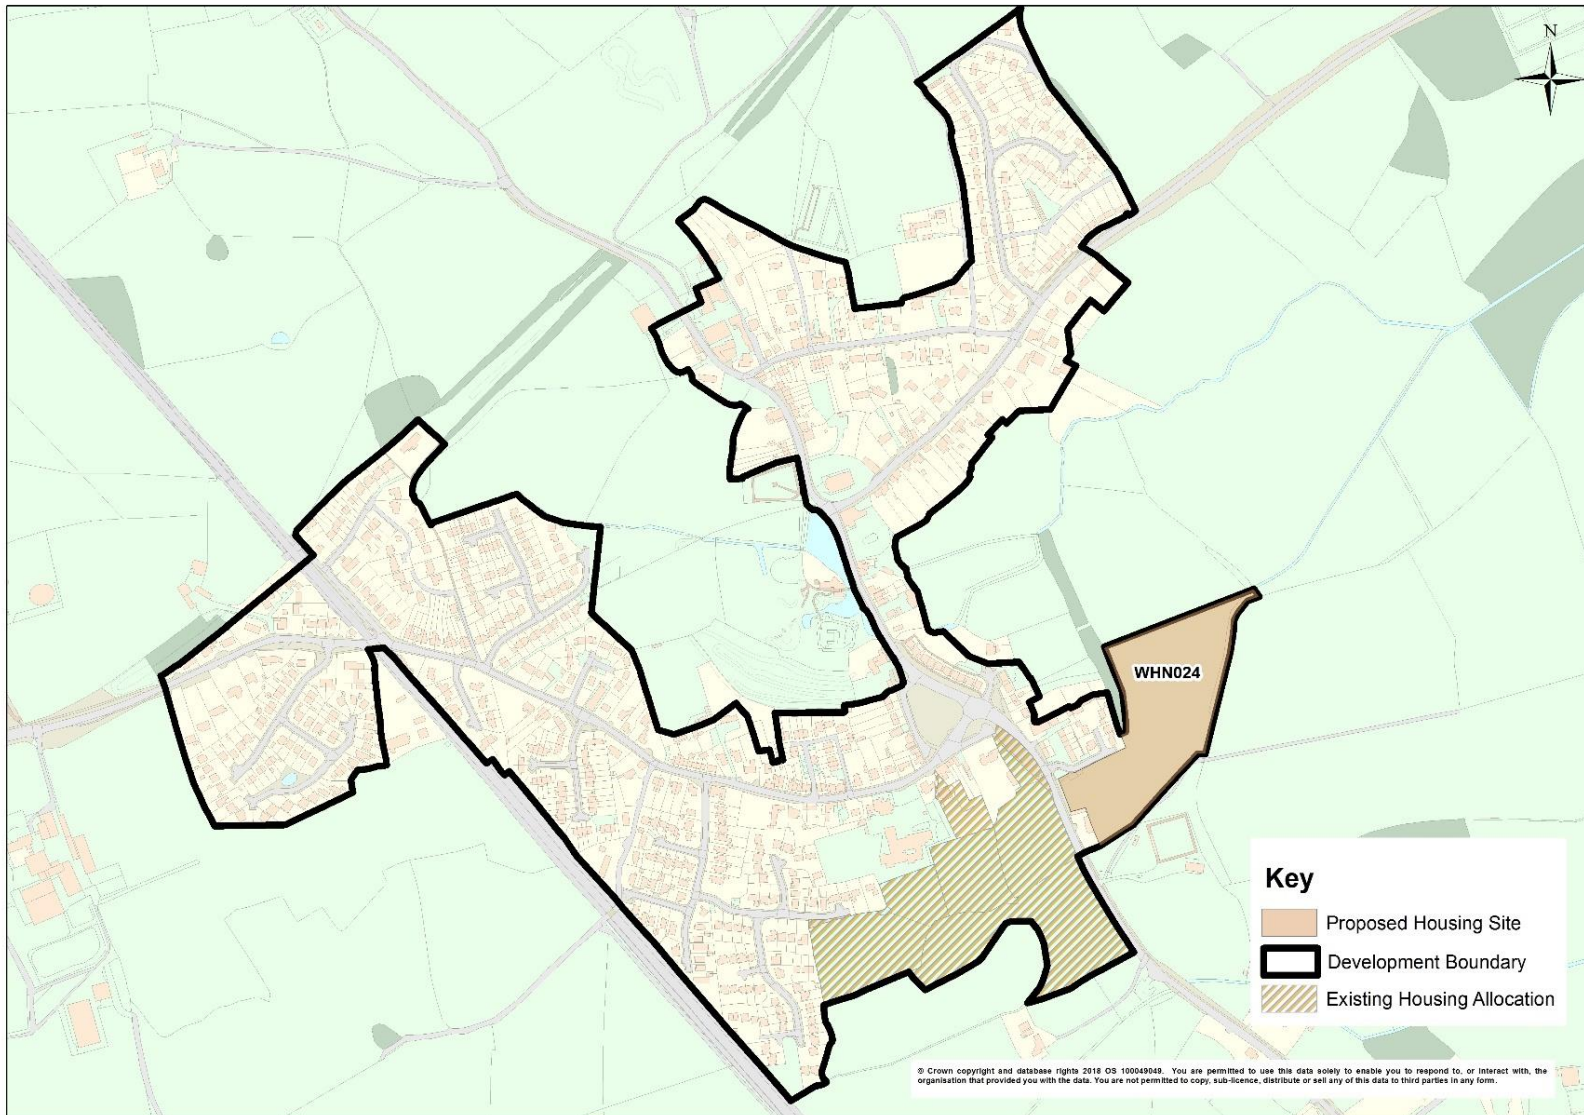 N
WHN024
Key
Proposed Housing Site
Development Boundary
Existing Housing Allocation
© Crown copyright and database rights 2018 OS 100049049. You are permitted to use this data solely to enable you to respond to, or interact with, the
organisation that provided you with the data. You are not permitted to copy, sub-licence, distribute or sell any of this data to third parties in any form.